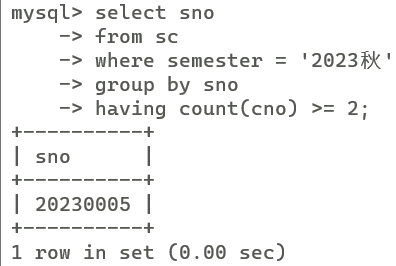 mysql> select sno
    -> from sc
    -> where semester = '2023秋'
    -> group by sno
    -> having count(cno) >= 2;
+----------+
| sno      |
+----------+
| 20230005 |
+----------+
1 row in set (0.00 sec)